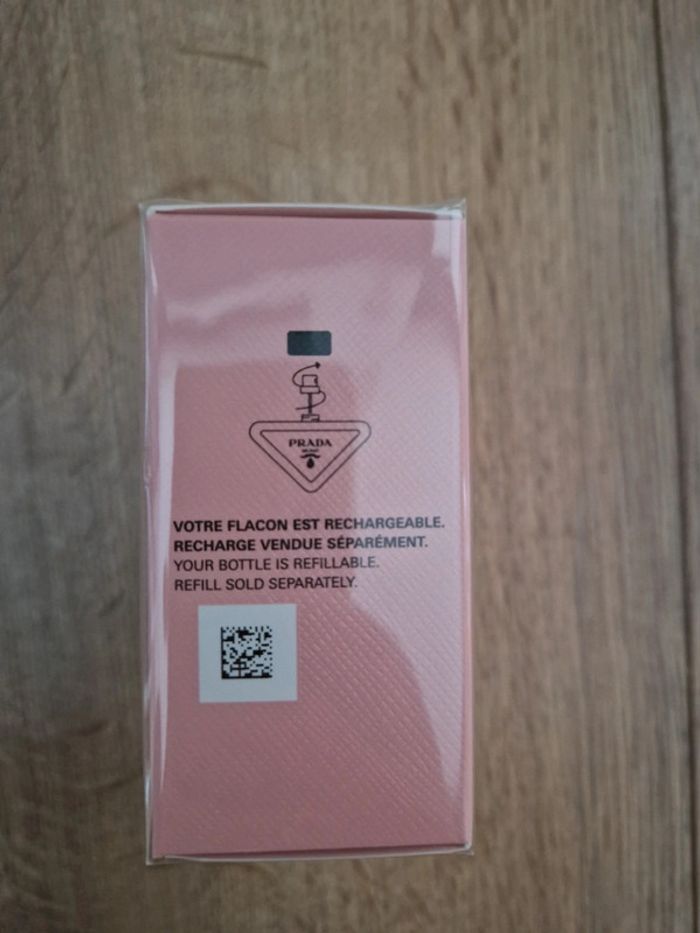 PRADA
VOTRE FLACON EST RECHARGEABLE.
RECHARGE VENDUE SÉPARÉMENT.
YOUR BOTTLE IS REFILLABLE.
REFILL SOLD SEPARATELY.